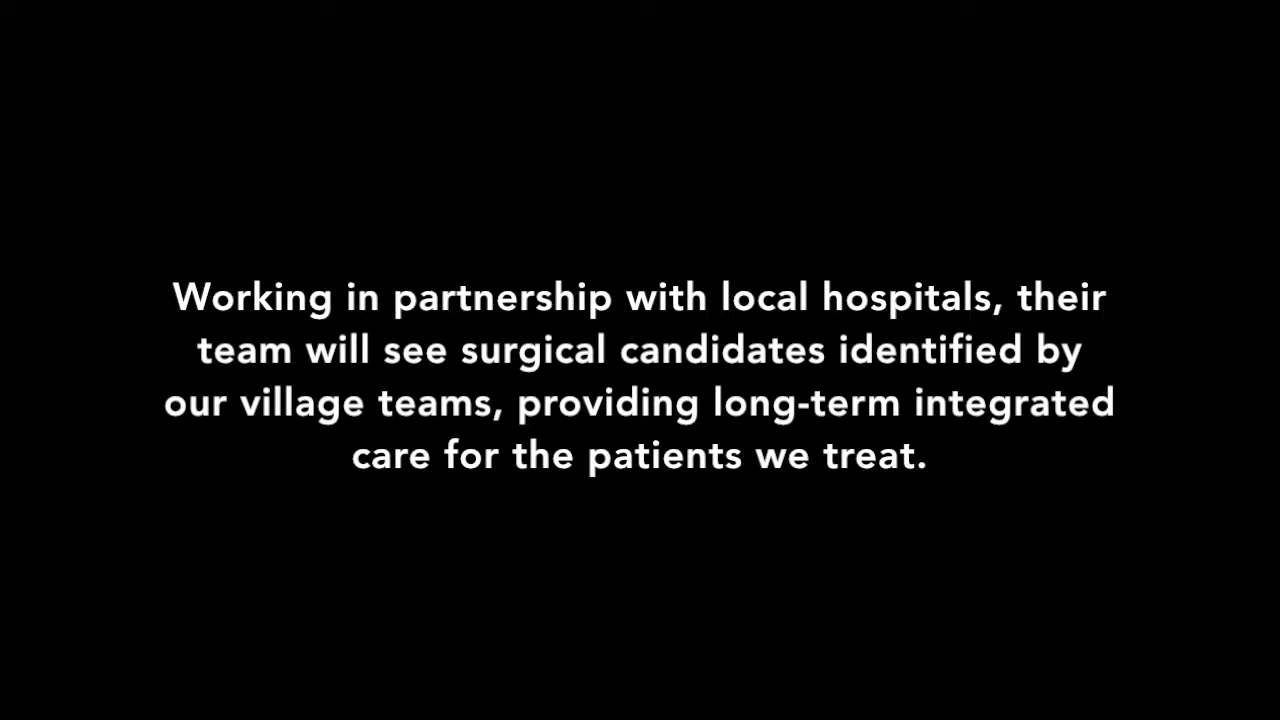 Working in partnership with local hospitals, their
team will see surgical candidates identified by
our village teams, providing long-term integrated
care for the patients we treat.